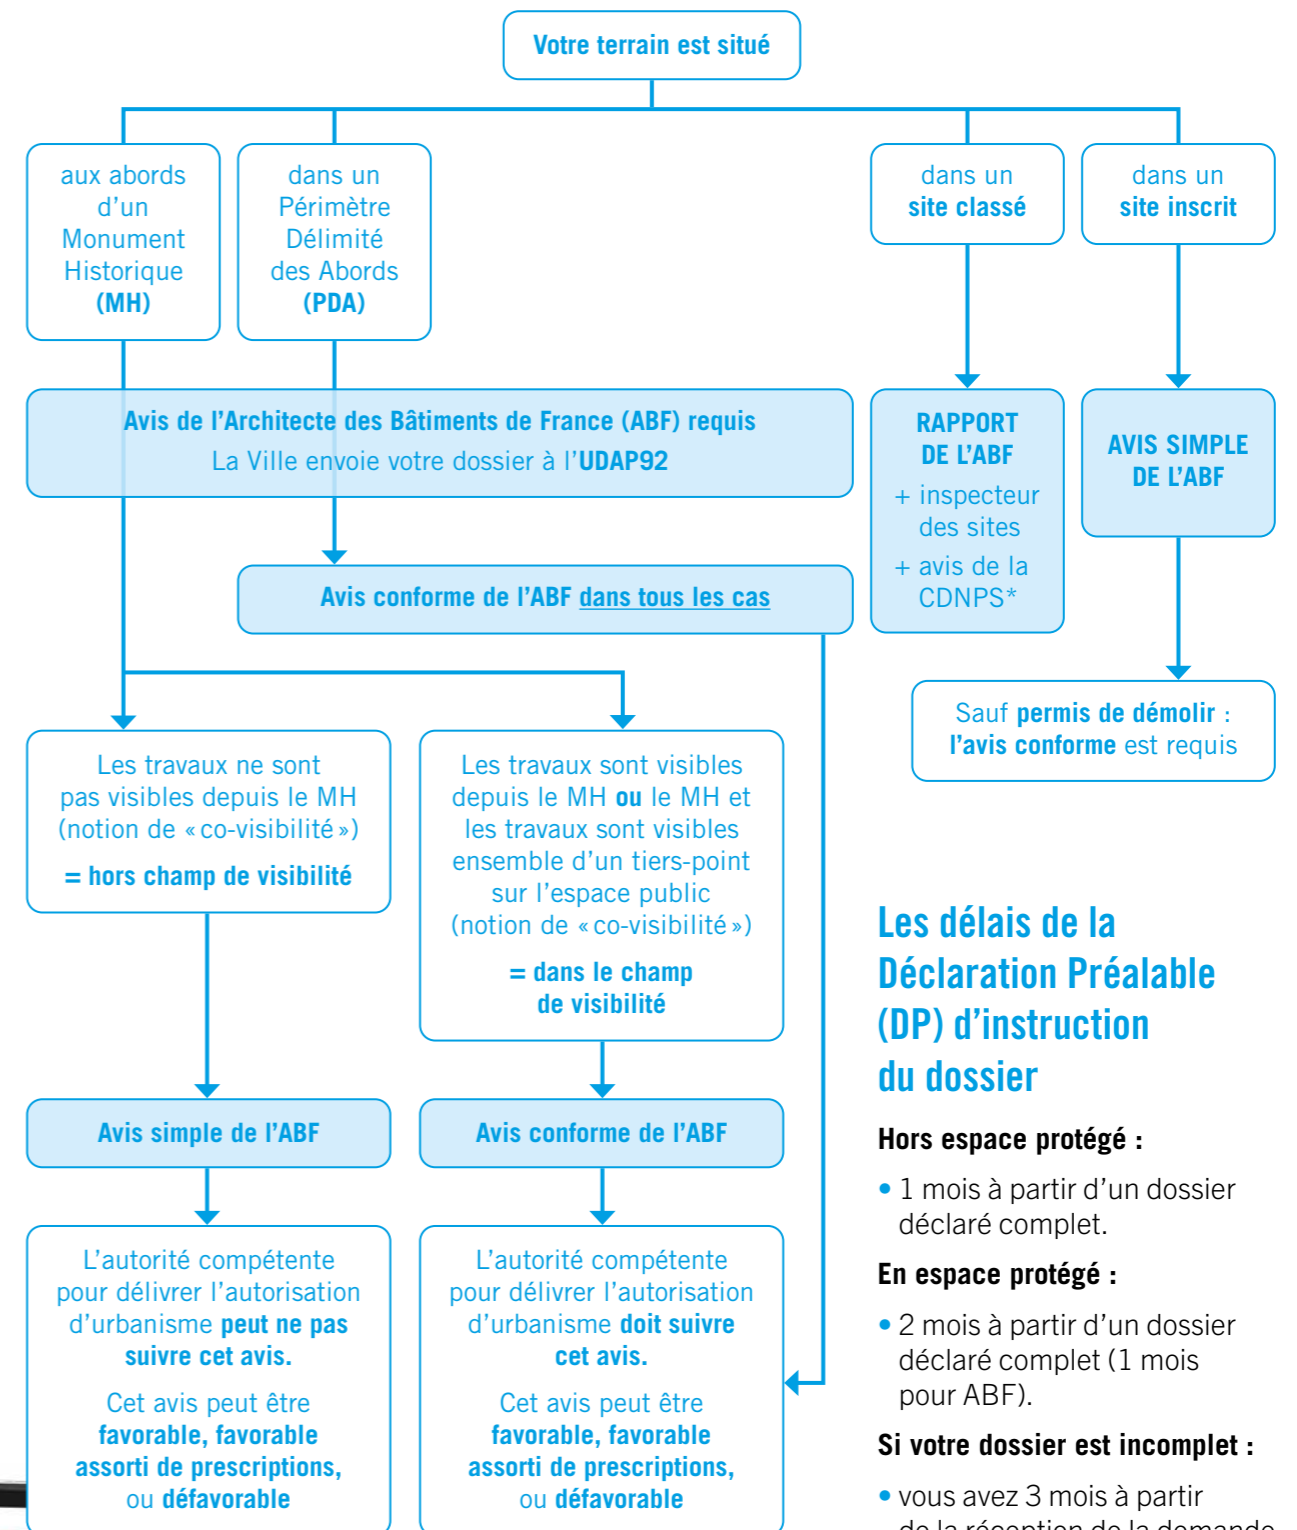 Votre terrain est situé
aux abords
d’un
Monument
Historique
(MH)
dans un
Périmètre
Délimité
des Abords
(PDA)
dans un
site classé
dans un
site inscrit
Avis de l’Architecte des Bâtiments de France (ABF) requis
La Ville envoie votre dossier à l’UDAP92
RAPPORT
DE L’ABF
+ inspecteur
des sites
+ avis de la
CDNPS*
AVIS SIMPLE
DE L’ABF
Avis conforme de l’ABF dans tous les cas
Sauf permis de démolir :
l’avis conforme est requis
Les travaux ne sont
pas visibles depuis le MH
(notion de « co-visibilité »)
= hors champ de visibilité
Les travaux sont visibles
depuis le MH ou le MH et
les travaux sont visibles
ensemble d’un tiers-point
sur l’espace public
(notion de « co-visibilité »)
= dans le champ
de visibilité
Avis simple de l’ABF
Avis conforme de l’ABF
L’autorité compétente
pour délivrer l’autorisation
d’urbanisme peut ne pas
suivre cet avis.
Cet avis peut être
favorable, favorable
assorti de prescriptions,
ou défavorable
L’autorité compétente
pour délivrer l’autorisation
d’urbanisme doit suivre
cet avis.
Cet avis peut être
favorable, favorable
assorti de prescriptions,
ou défavorable
Les délais de la
Déclaration Préalable
(DP) d’instruction
du dossier
Hors espace protégé :
• 1 mois à partir d’un dossier
déclaré complet.
En espace protégé :
• 2 mois à partir d’un dossier
déclaré complet (1 mois
pour ABF).
Si votre dossier est incomplet :
• vous avez 3 mois à partir
de la réception de la demande